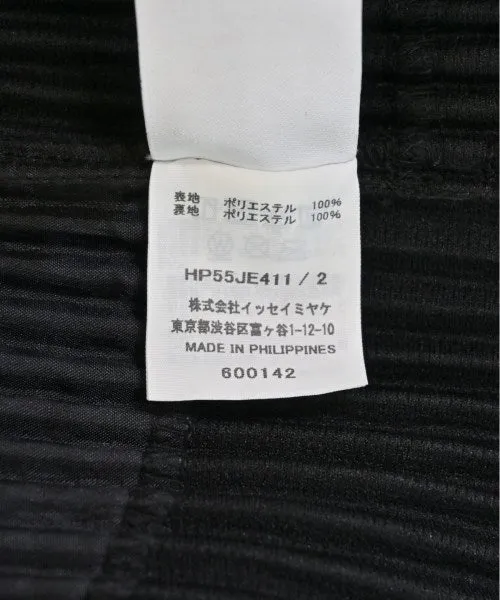 表地 ポリエステル 100%
裏地 ポリエステル 100%
HP55JE411 / 2
株式会社イッセイミヤケ
東京都渋谷区富ヶ谷1-12-10
MADE IN PHILIPPINES
600142